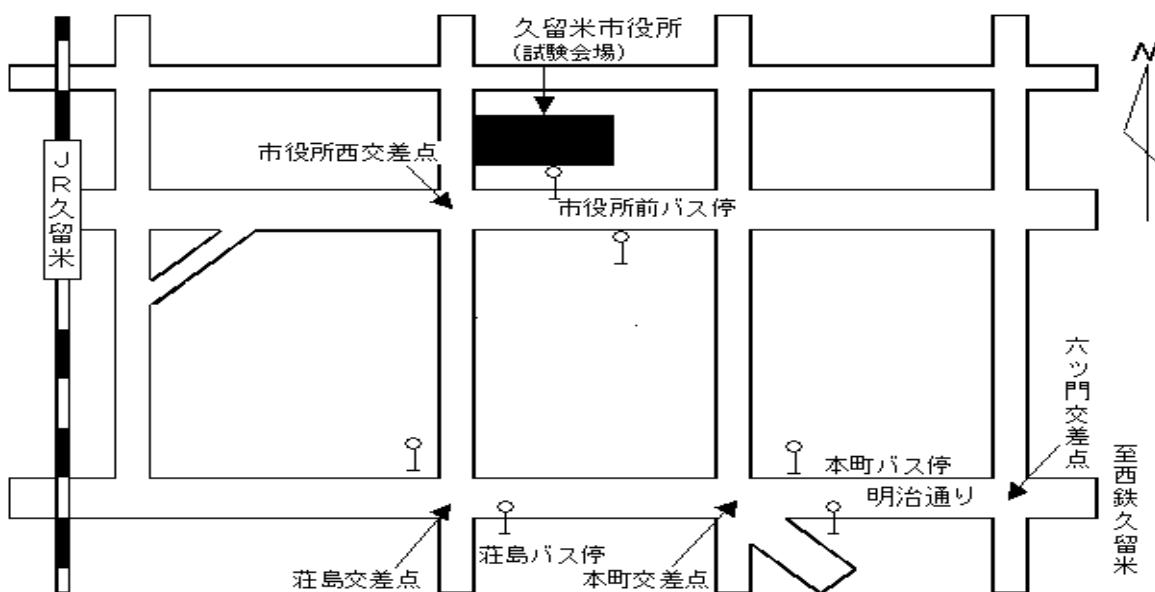 久留米市役所
(試験会場)
N
市役所西交差点
JR久留米
市役所前バス停
六ツ門交差点
本町バス停
明治通り
至西鉄久留米
荘島バス停
荘島交差点
本町交差点